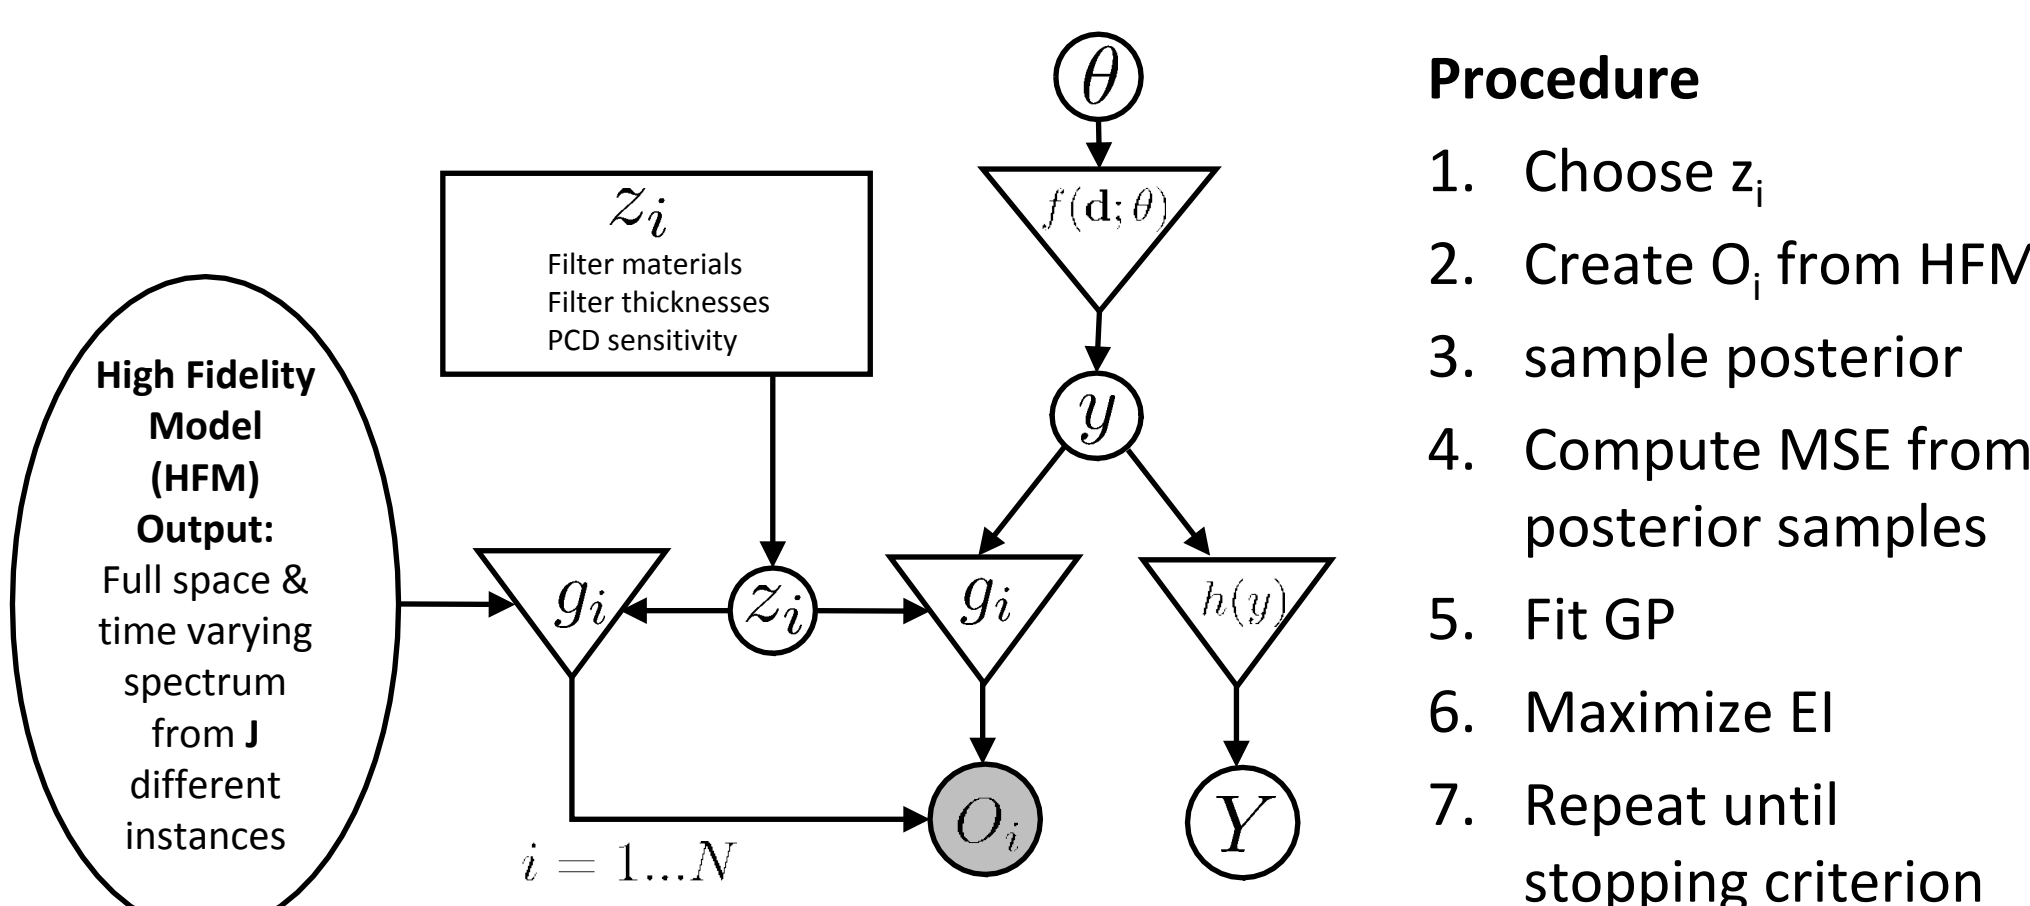 High Fidelity
Model
(HFM)
Output:
Full space &
time varying
spectrum
from J
different
instances
z_i
Filter materials
Filter thicknesses
PCD sensitivity
g_i
z_i
g_i
i = 1...N
θ
f(d; θ)
y
h(y)
O_i
Y
Procedure
1. Choose z_i
2. Create O_i from HFM
3. sample posterior
4. Compute MSE from
posterior samples
5. Fit GP
6. Maximize EI
7. Repeat until
stopping criterion